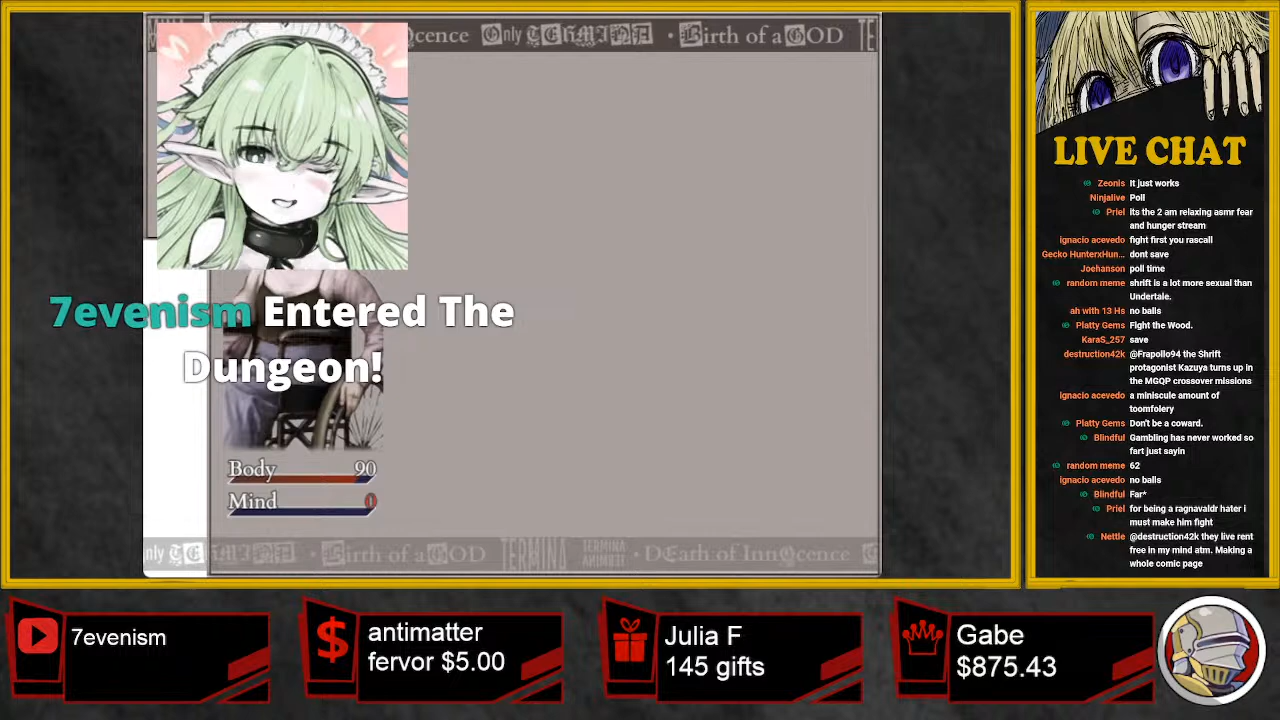 cence Only TERMINA • Birth of a GOD TE
7evenism Entered The
Dungeon!
Body 90
Mind 0
nly TERMINA • Birth of a GOD TERMINA TERMINA • DEath of InnOcence
LIVE CHAT
Zeonis It just works
Ninjalive Poll
Priel Its the 2 am relaxing asmr fear
and hunger stream
ignacio acevedo fight first you rascall
Gecko HunterxHun... dont save
Joehanson poll time
random meme shrift is a lot more sexual than
Undertale.
ah with 13 Hs no balls
Platty Gems Fight the Wood.
KaraS_257 save
destruction42k @Frapollo94 the Shrift
protagonist Kazuya turns up in
the MGQP crossover missions
ignacio acevedo a miniscule amount of
toomfolery
Platty Gems Don't be a coward.
Blindful Gambling has never worked so
fart just sayin
random meme 62
ignacio acevedo no balls
Blindful Far*
Priel for being a ragnavaldr hater i
must make him fight
Nettle @destruction42k they live rent
free in my mind atm. Making a
whole comic page
7evenism
antimatter
fervor $5.00
Julia F
145 gifts
Gabe
$875.43